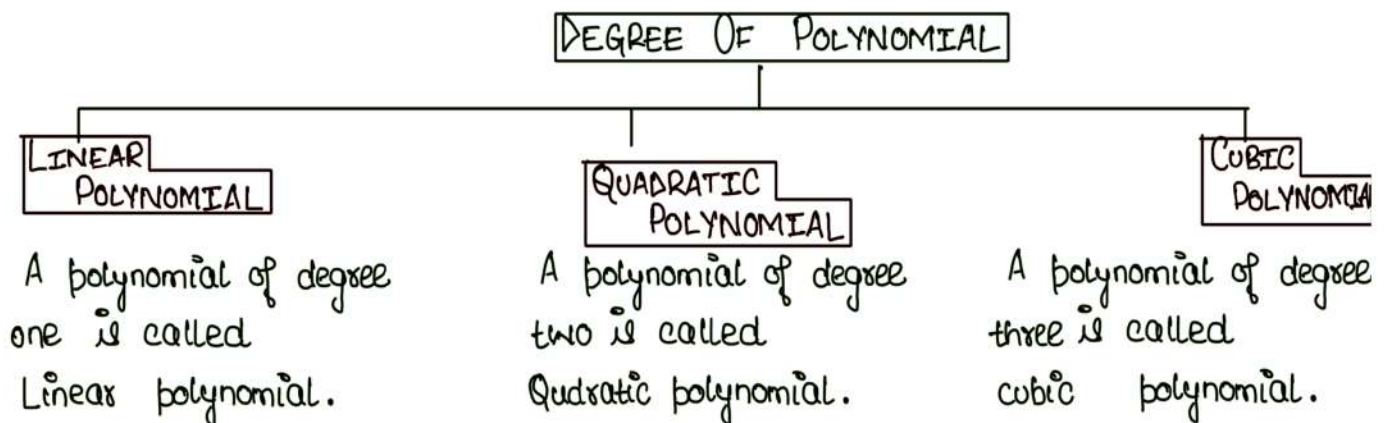 DEGREE OF POLYNOMIAL
LINEAR
POLYNOMIAL
A polynomial of degree
one is called
Linear polynomial.
QUADRATIC
POLYNOMIAL
A polynomial of degree
two is called
Qudratic polynomial.
CUBIC
POLYNOMIA
A polynomial of degree
three is called
cubic polynomial.